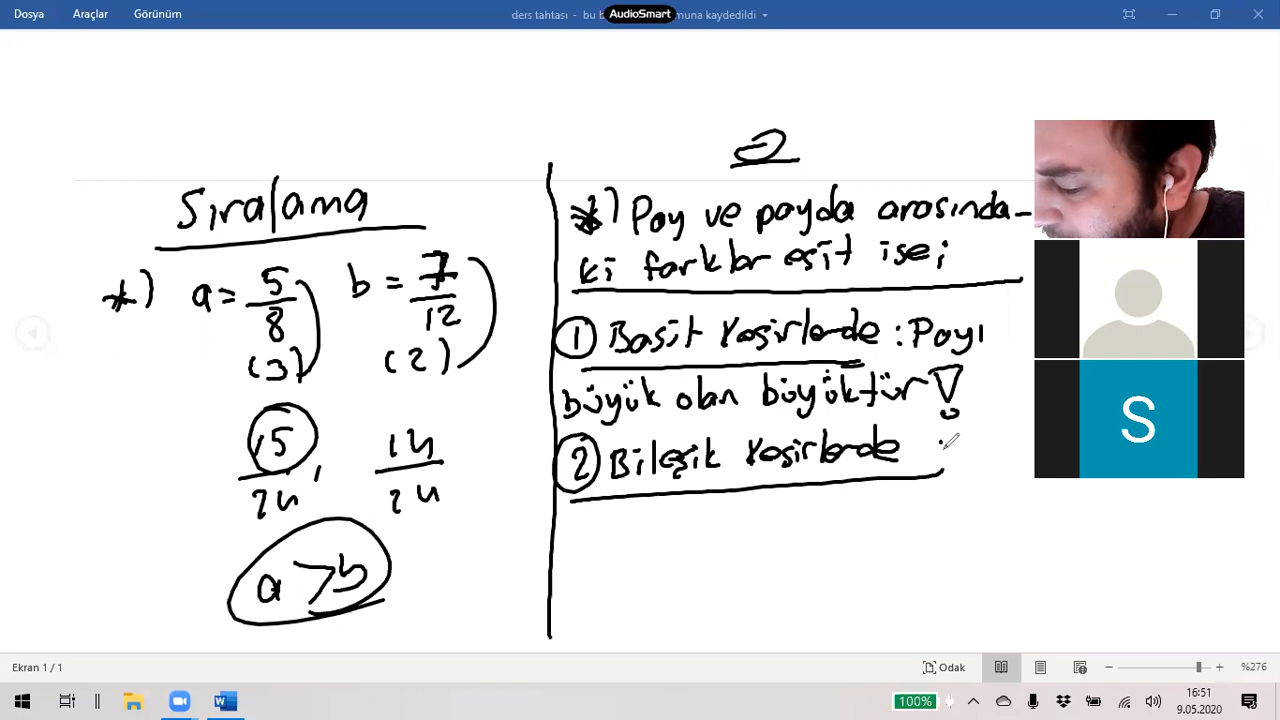 Dosya Araçlar Görünüm
ders tahtası - bu b
AudioSmart
muna kaydedildi
Sıralama
*) a = 5/8 b = 7/12
(3) (2)
15/24, 14/24
a > b
*) Pay ve payda arasında-
ki farklar eşit ise;
1 Basit Kesirlerde : Payı
büyük olan büyüktür !
2 Bileşik Kesirlerde
S
Ekran 1 / 1
Odak
%276
100%
16:51
9.05.2020